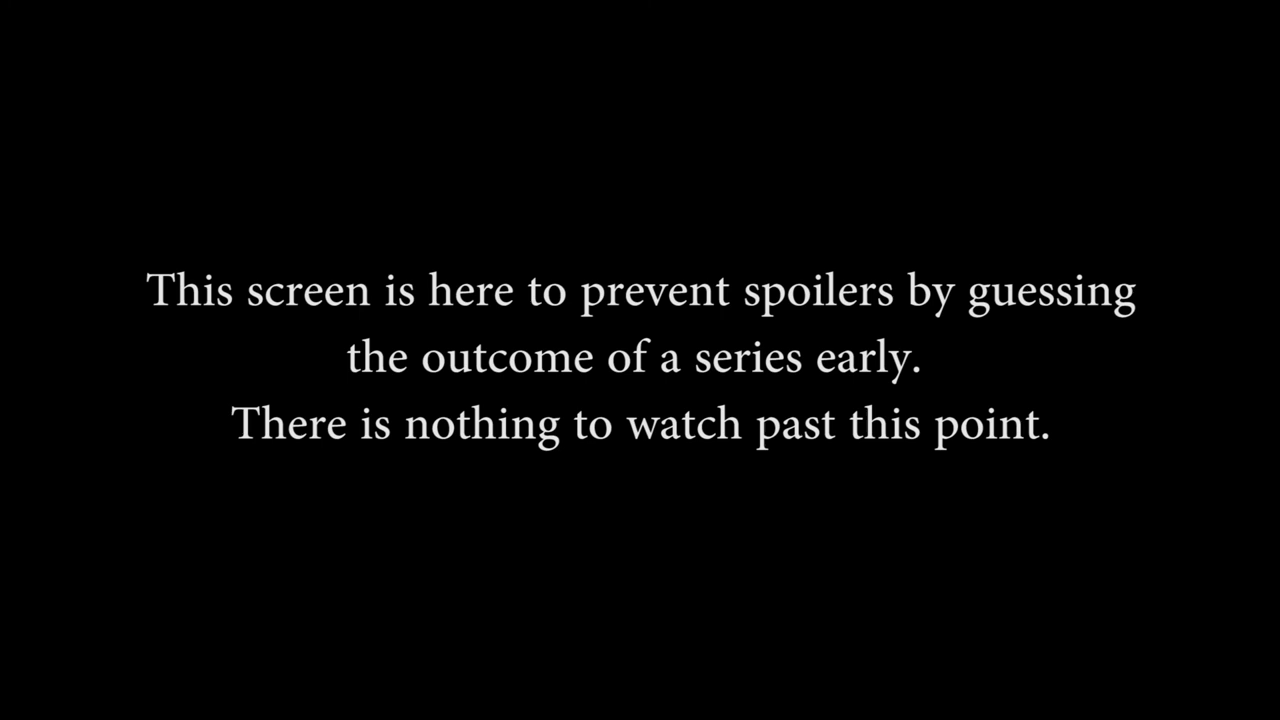 This screen is here to prevent spoilers by guessing
the outcome of a series early.
There is nothing to watch past this point.